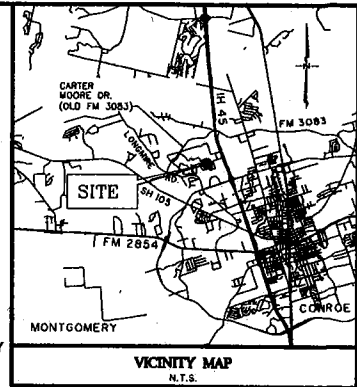 CARTER
MOORE DR.
(OLD FM 3083)
IH 45
FM 3083
LONGMIRE RD.
SITE
SH 105
FM 2854
MONTGOMERY
CONROE
VICINITY MAP
N.T.S.